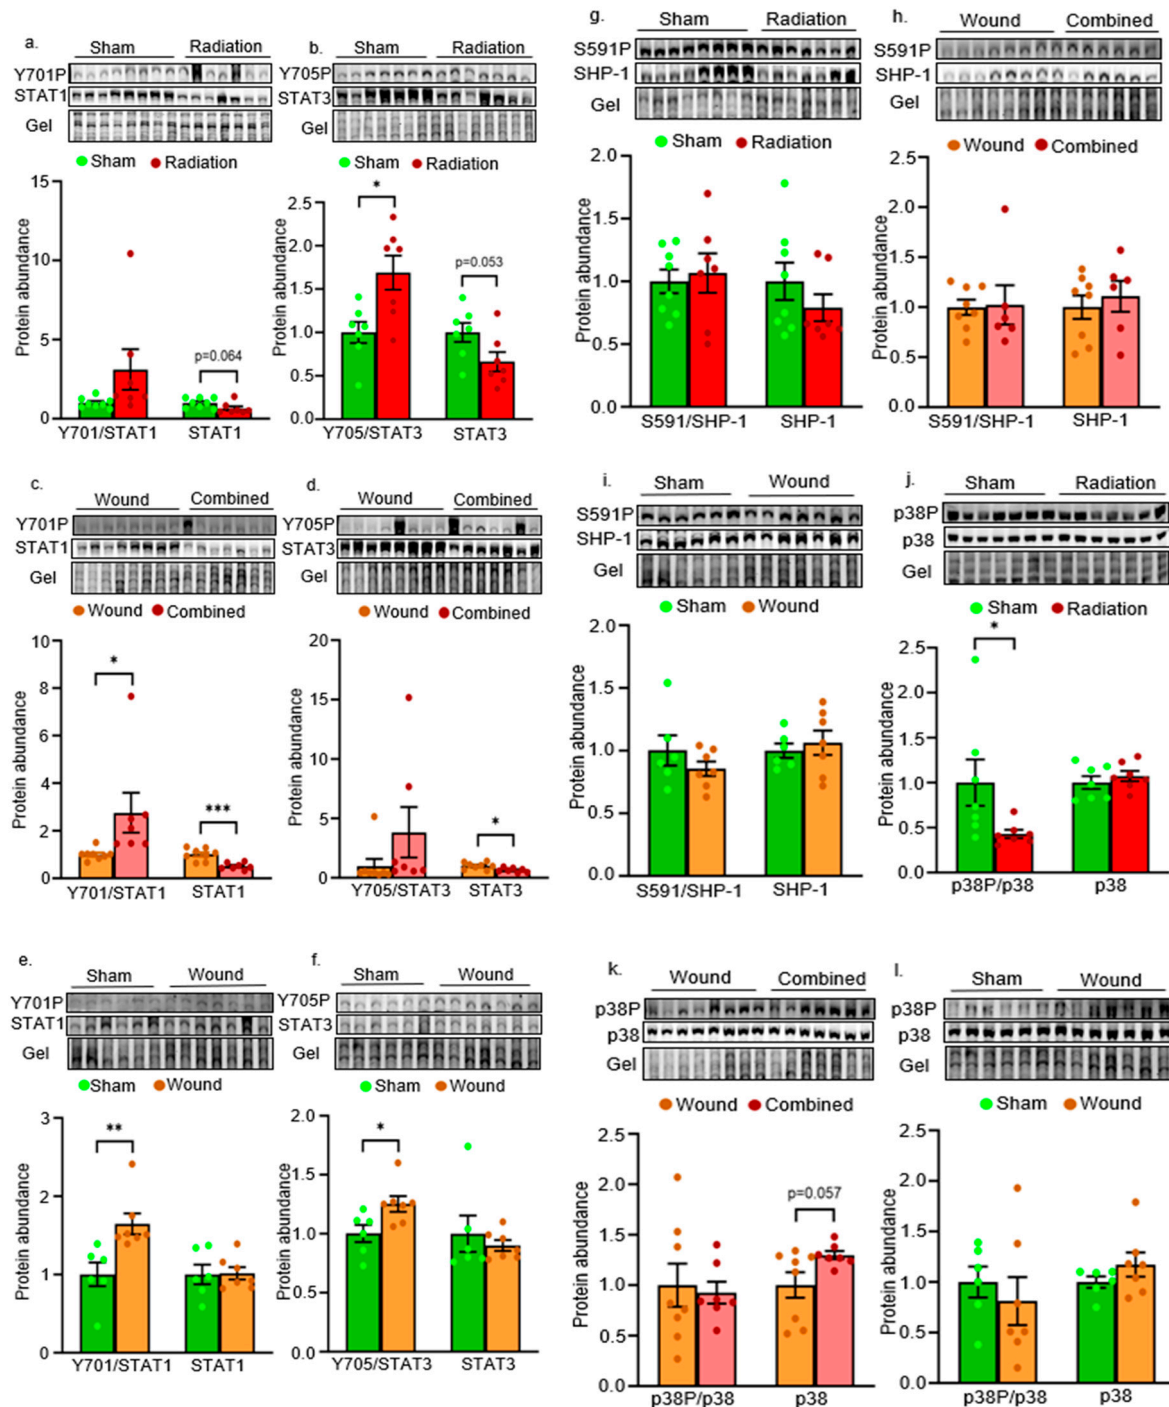 a.
Sham Radiation
Y701P
STAT1
Gel
Sham Radiation
Protein abundance
15
10
5
0
p=0.064
Y701/STAT1 STAT1
b.
Sham Radiation
Y705P
STAT3
Gel
Sham Radiation
Protein abundance
2.5
2.0
1.5
1.0
0.5
0.0
*
p=0.053
Y705/STAT3 STAT3
c.
Wound Combined
Y701P
STAT1
Gel
Wound Combined
Protein abundance
10
8
6
4
2
0
*
***
Y701/STAT1 STAT1
d.
Wound Combined
Y705P
STAT3
Gel
Wound Combined
Protein abundance
20
15
10
5
0
*
Y705/STAT3 STAT3
e.
Sham Wound
Y701P
STAT1
Gel
Sham Wound
Protein abundance
3
2
1
0
**
Y701/STAT1 STAT1
f.
Sham Wound
Y705P
STAT3
Gel
Sham Wound
Protein abundance
2.0
1.5
1.0
0.5
0.0
*
Y705/STAT3 STAT3
g.
Sham Radiation
S591P
SHP-1
Gel
Sham Radiation
Protein abundance
2.0
1.5
1.0
0.5
0.0
S591/SHP-1 SHP-1
h.
Wound Combined
S591P
SHP-1
Gel
Wound Combined
Protein abundance
2.5
2.0
1.5
1.0
0.5
0.0
S591/SHP-1 SHP-1
i.
Sham Wound
S591P
SHP-1
Gel
Sham Wound
Protein abundance
2.0
1.5
1.0
0.5
0.0
S591/SHP-1 SHP-1
j.
Sham Radiation
p38P
p38
Gel
Sham Radiation
Protein abundance
2.5
2.0
1.5
1.0
0.5
0.0
*
p38P/p38 p38
k.
Wound Combined
p38P
p38
Gel
Wound Combined
Protein abundance
2.5
2.0
1.5
1.0
0.5
0.0
p=0.057
p38P/p38 p38
l.
Sham Wound
p38P
p38
Gel
Sham Wound
Protein abundance
2.5
2.0
1.5
1.0
0.5
0.0
p38P/p38 p38